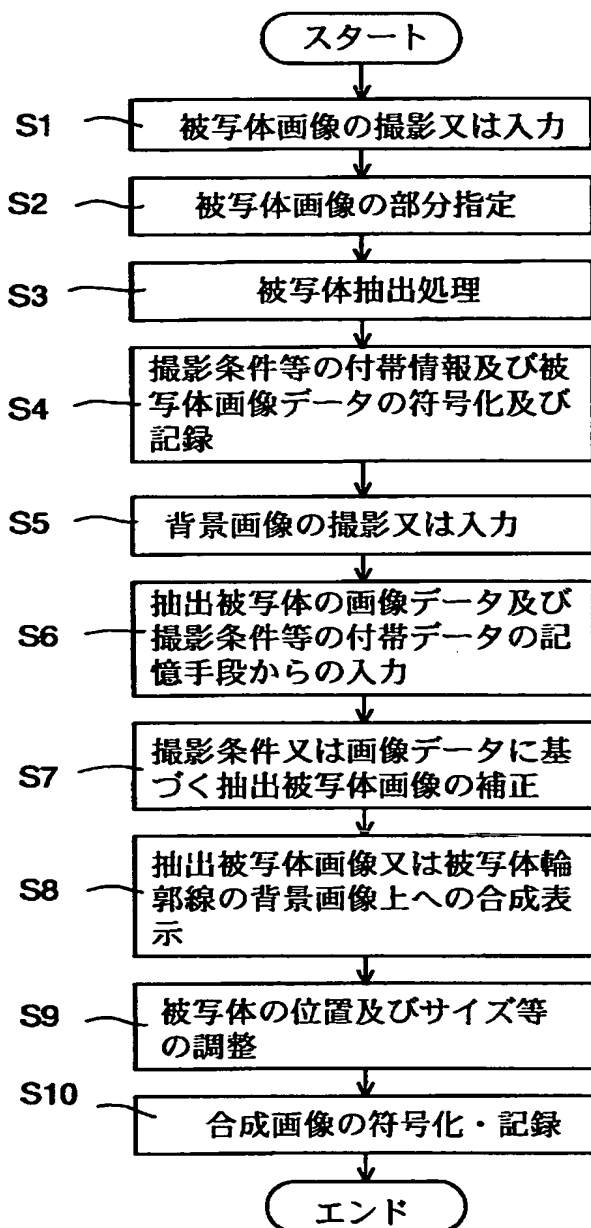 スタート
S1 被写体画像の撮影又は入力
S2 被写体画像の部分指定
S3 被写体抽出処理
S4 撮影条件等の付帯情報及び被
写体画像データの符号化及び
記録
S5 背景画像の撮影又は入力
S6 抽出被写体の画像データ及び
撮影条件等の付帯データの記
憶手段からの入力
S7 撮影条件又は画像データに基
づく抽出被写体画像の補正
S8 抽出被写体画像又は被写体輪
郭線の背景画像上への合成表
示
S9 被写体の位置及びサイズ等
の調整
S10 合成画像の符号化・記録
エンド